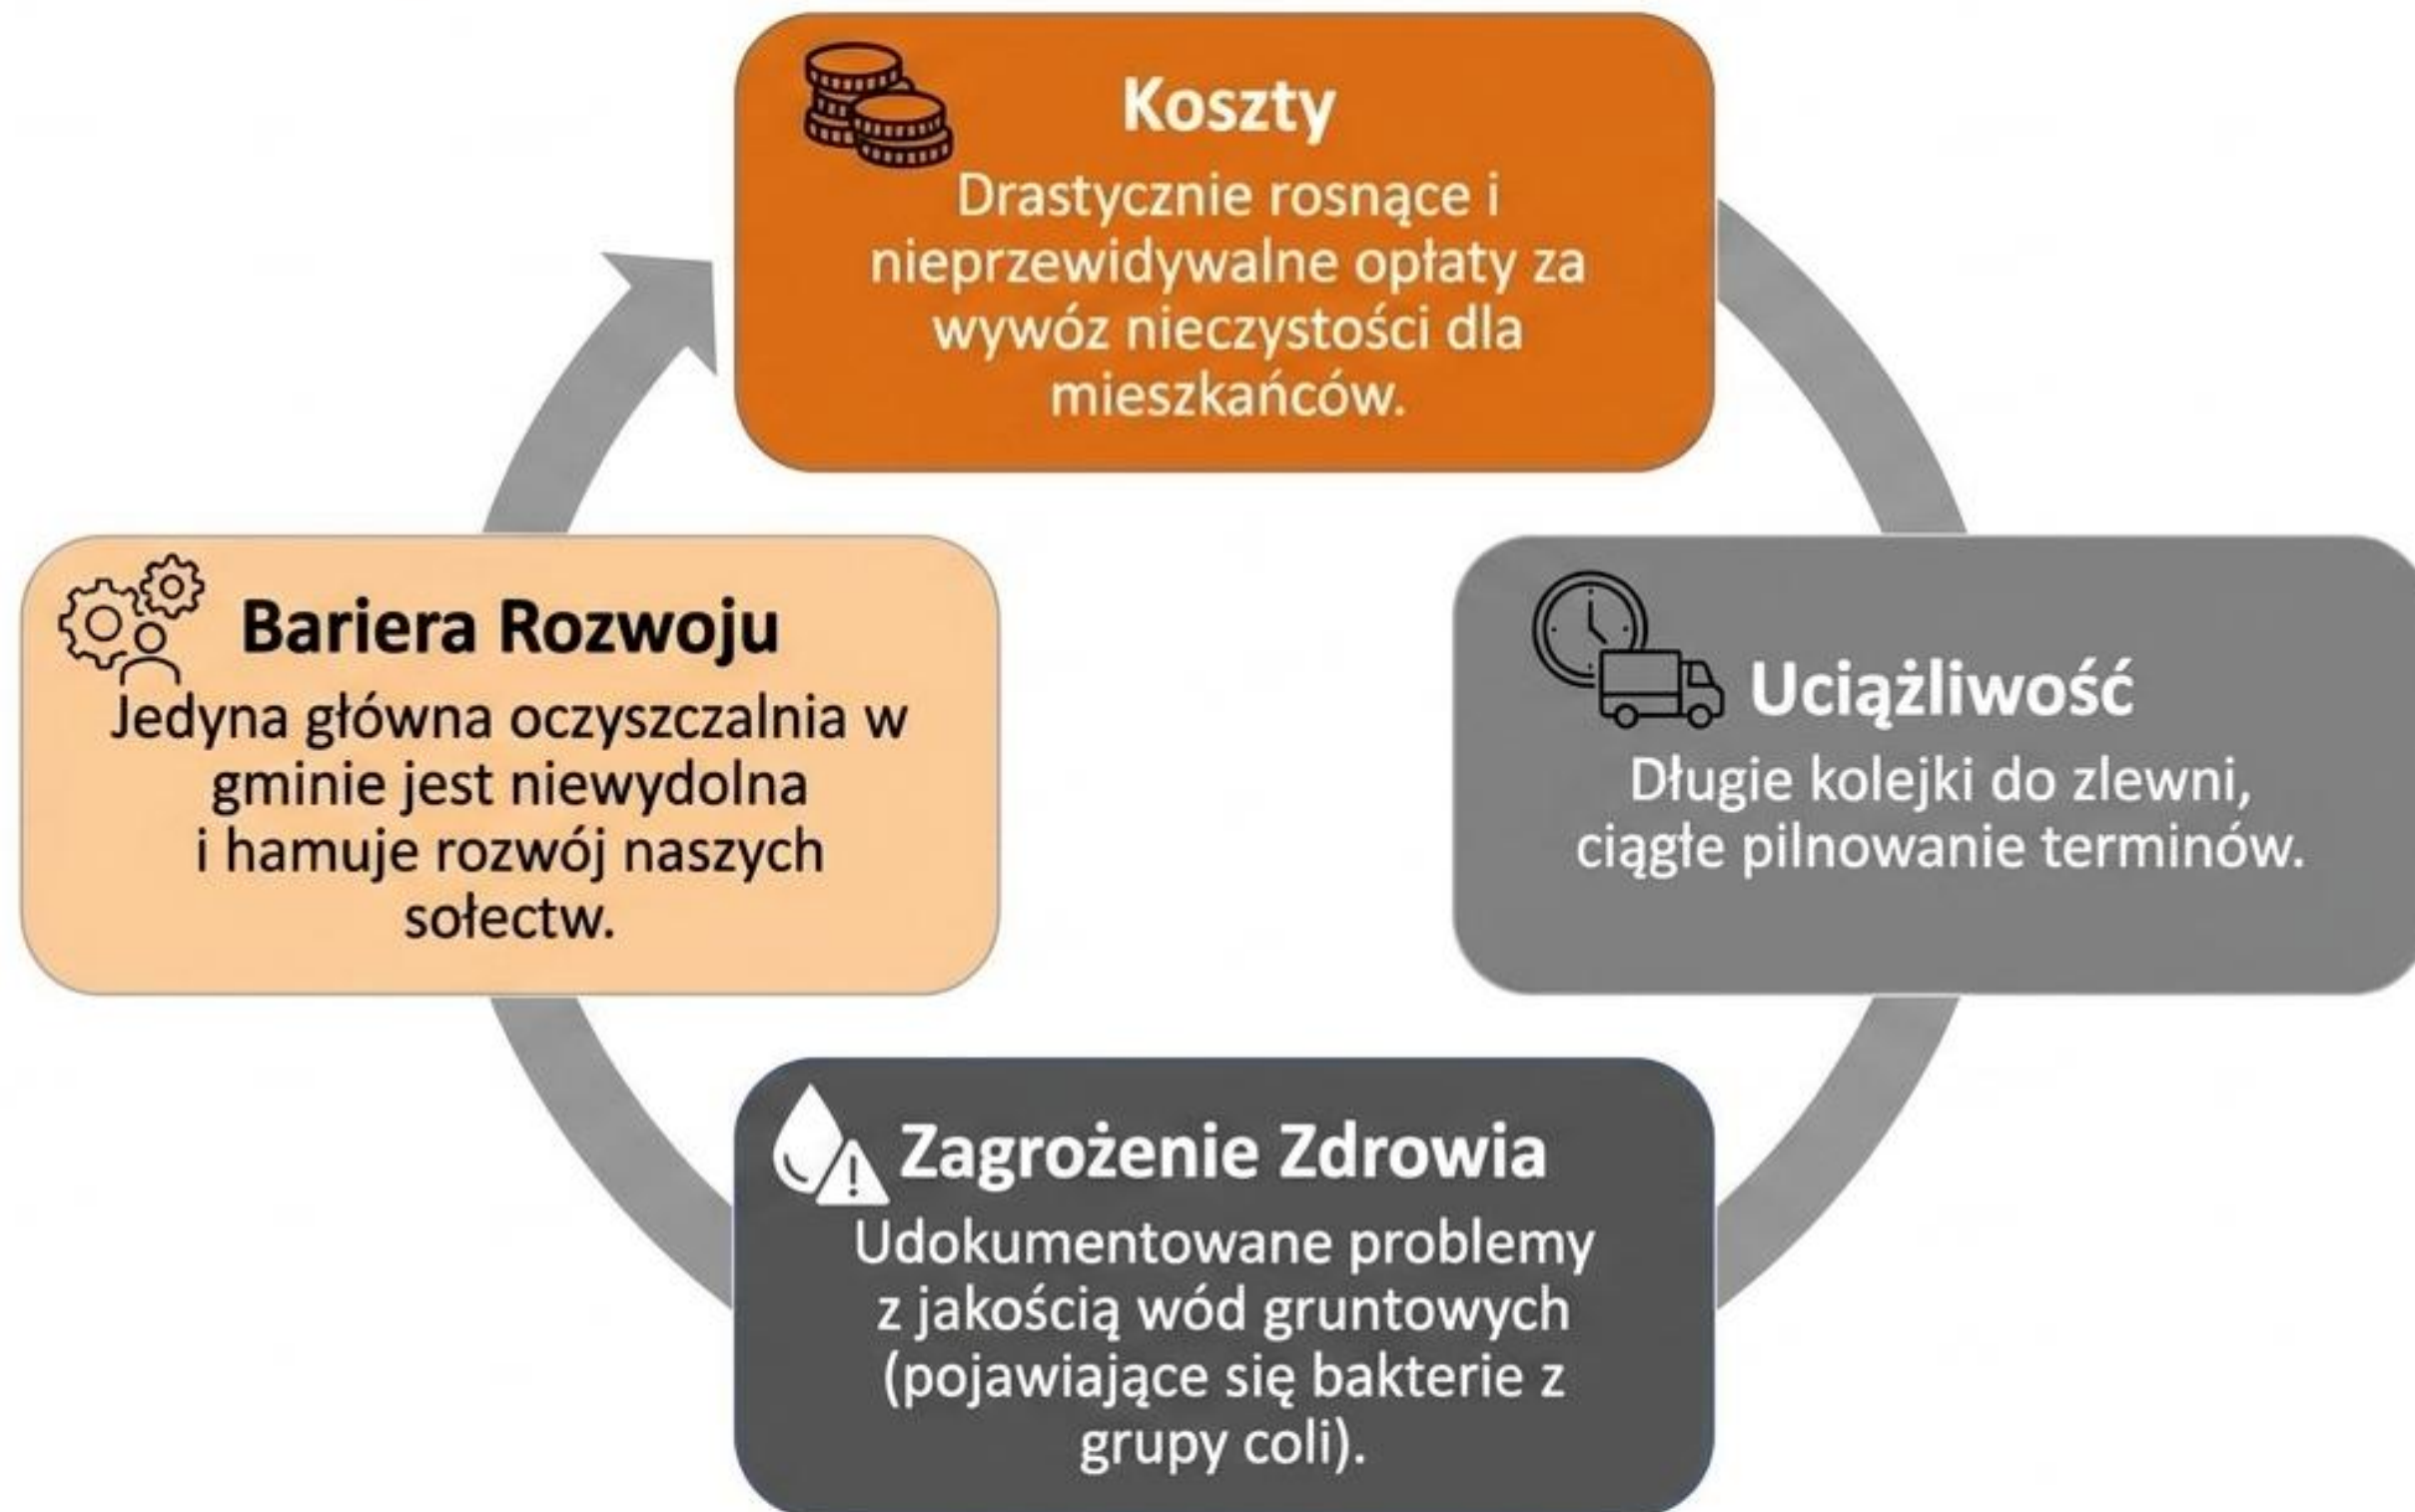 Koszty
Drastycznie rosnące i
nieprzewidywalne opłaty za
wywóz nieczystości dla
mieszkańców.
Uciążliwość
Długie kolejki do zlewni,
ciągłe pilnowanie terminów.
Zagrożenie Zdrowia
Udokumentowane problemy
z jakością wód gruntowych
(pojawiające się bakterie z
grupy coli).
Bariera Rozwoju
Jedyna główna oczyszczalnia w
gminie jest niewydolna
i hamuje rozwój naszych
sołectw.